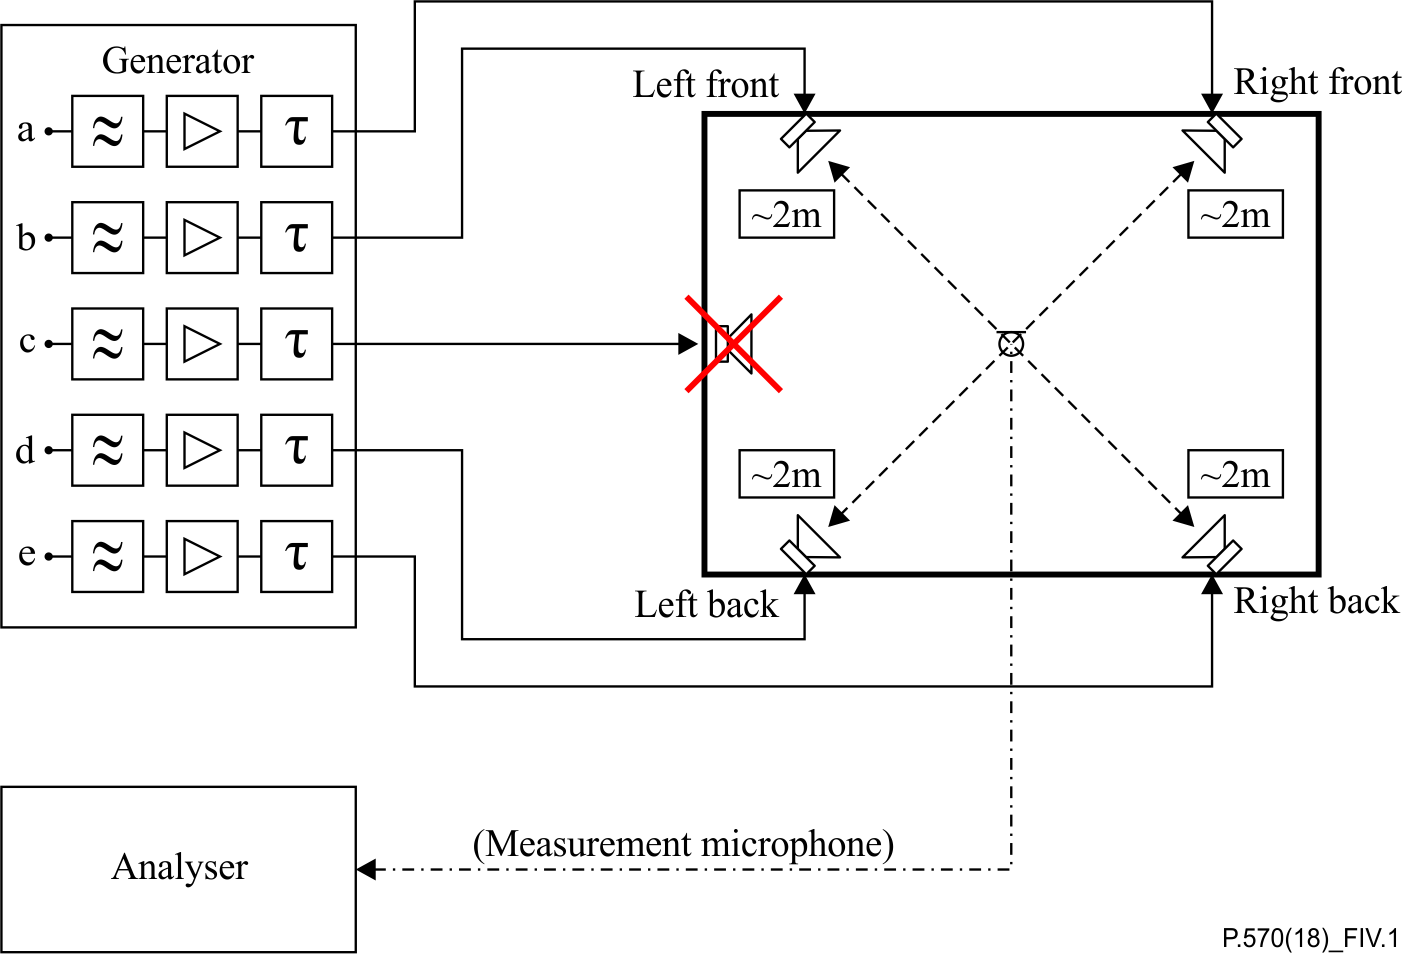 Generator
a
≈
τ
b
≈
τ
c
≈
τ
d
≈
τ
e
≈
τ
Left front
Right front
~2m
~2m
~2m
~2m
Left back
Right back
Analyser
(Measurement microphone)
P.570(18)_FIV.1